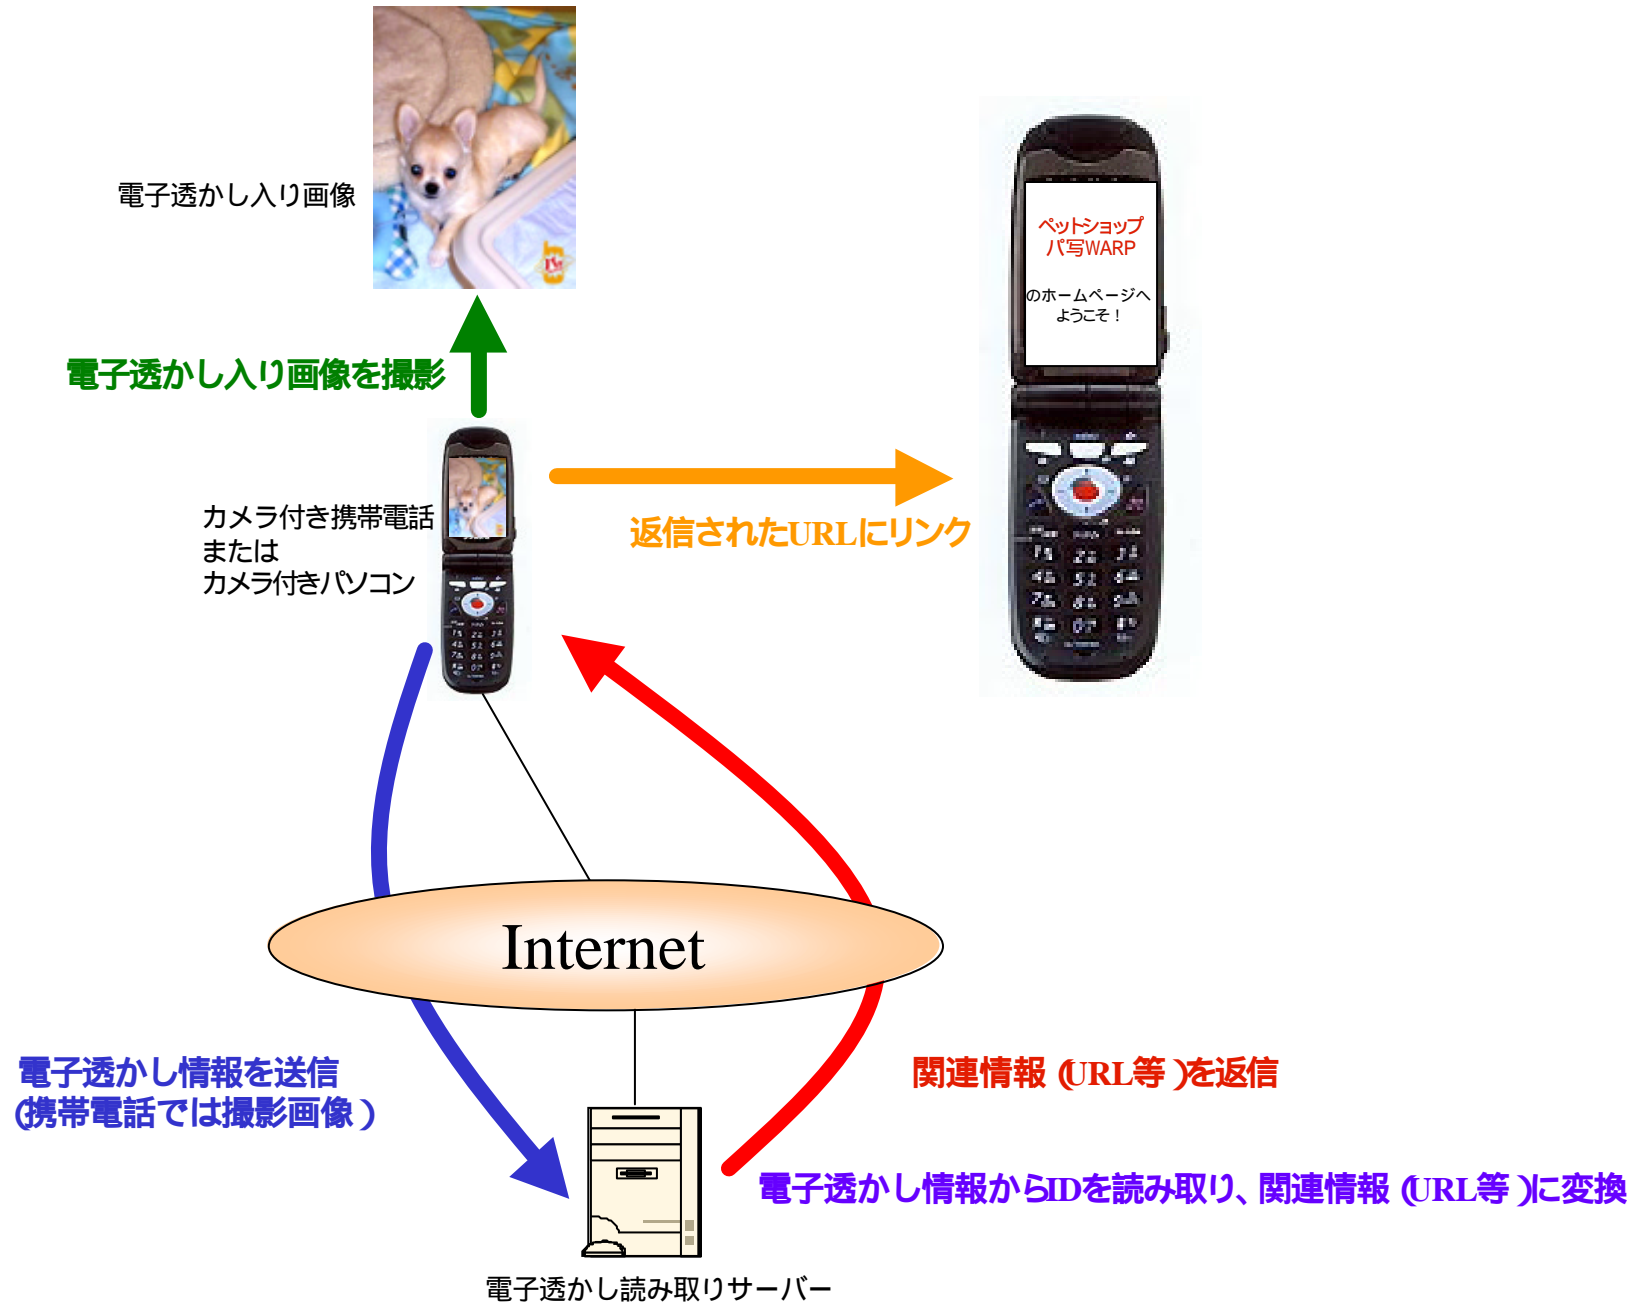 電子透かし入り画像
ペットショップ
パ写WARP
のホームページへ
ようこそ！
電子透かし入り画像を撮影
カメラ付き携帯電話
または
カメラ付きパソコン
返信されたURLにリンク
Internet
電子透かし情報を送信
(携帯電話では撮影画像)
関連情報(URL等)を返信
電子透かし情報からIDを読み取り、関連情報(URL等)に変換
電子透かし読み取りサーバー